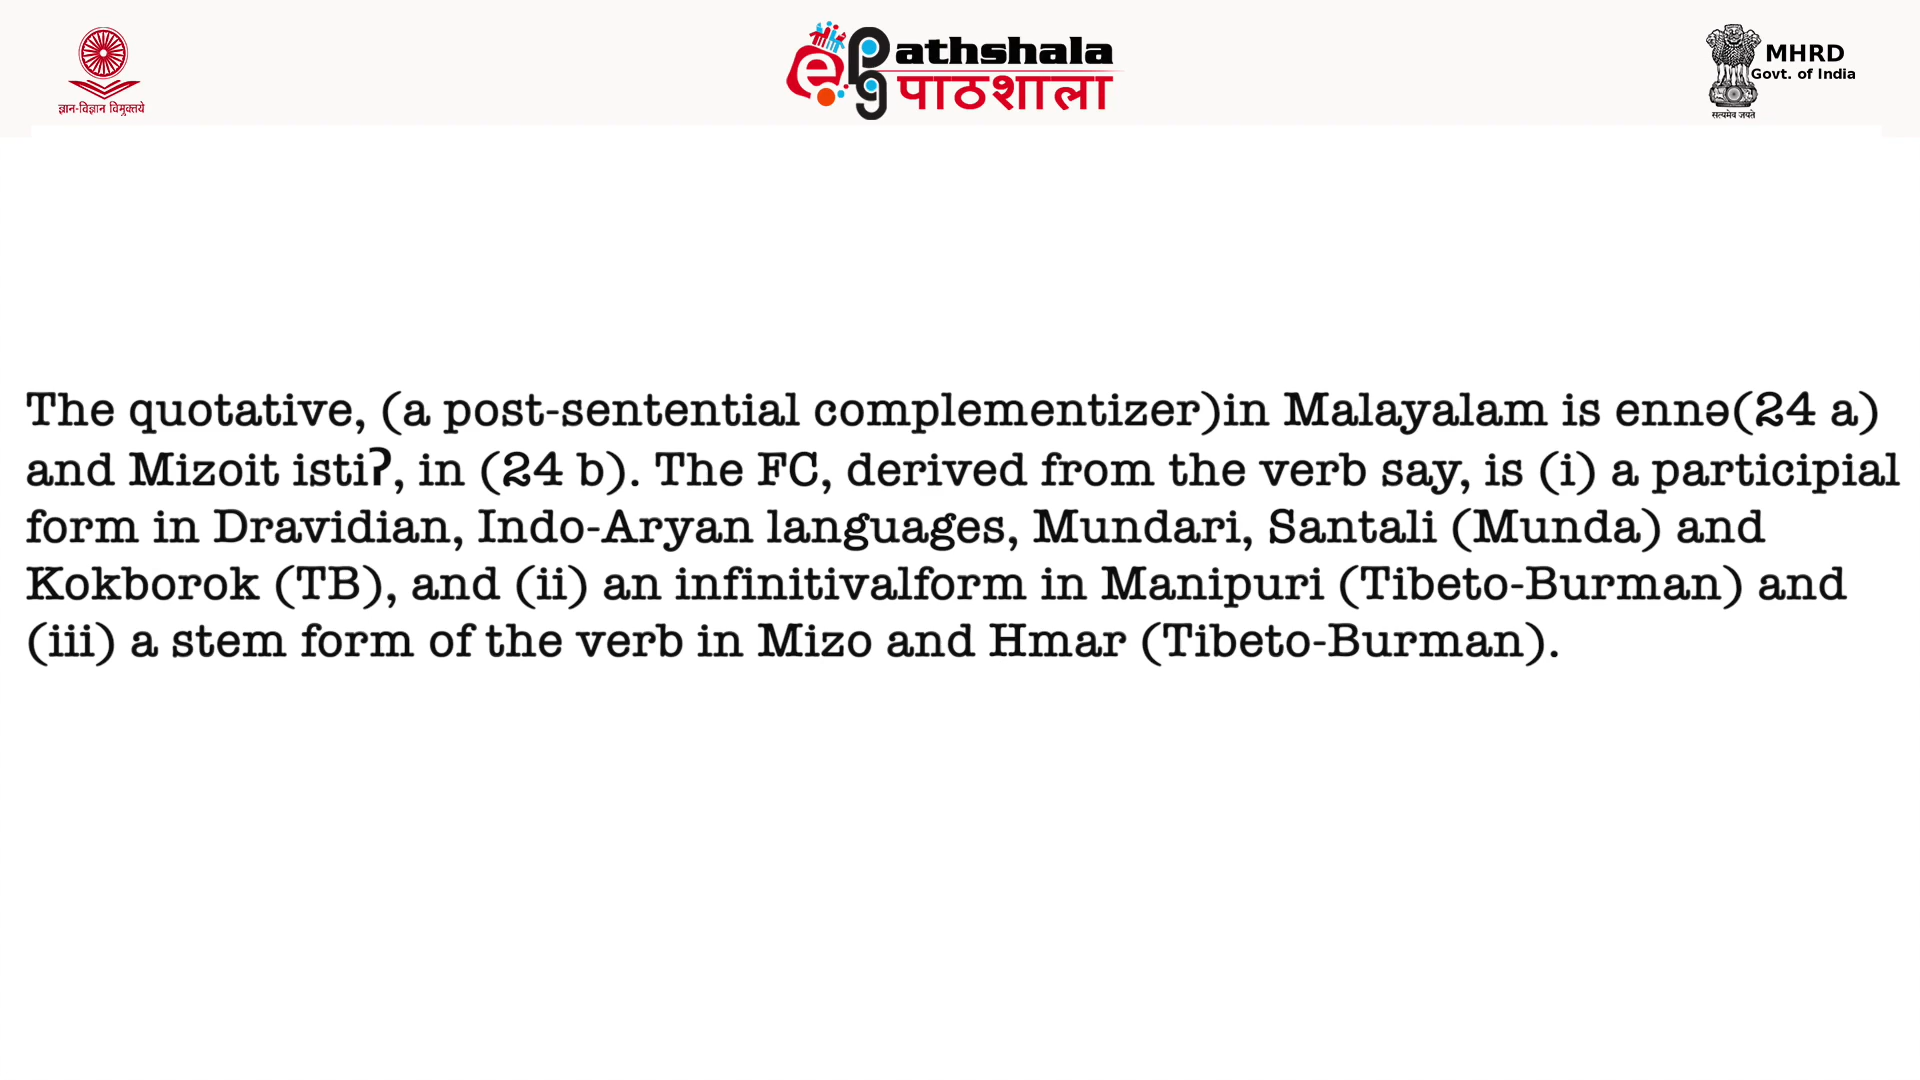 ज्ञान-विज्ञान विमुक्तये
e Pg athshala
पाठशाला
MHRD
Govt. of India
सत्यमेव जयते
The quotative, (a post-sentential complementizer)in Malayalam is ennə(24 a)
and Mizoit istiʔ, in (24 b). The FC, derived from the verb say, is (i) a participial
form in Dravidian, Indo-Aryan languages, Mundari, Santali (Munda) and
Kokborok (TB), and (ii) an infinitivalform in Manipuri (Tibeto-Burman) and
(iii) a stem form of the verb in Mizo and Hmar (Tibeto-Burman).